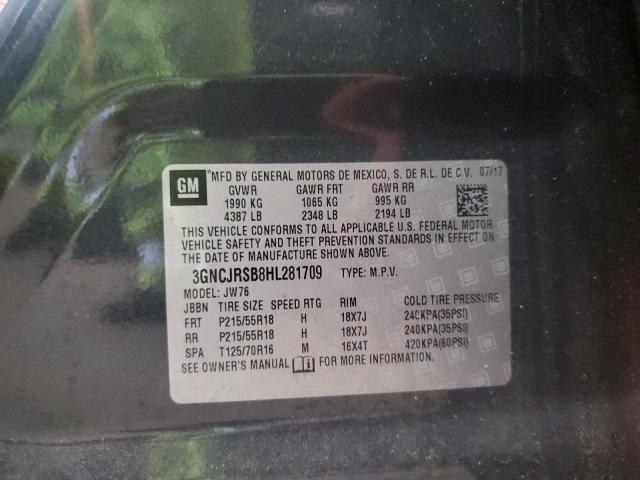 GM
MFD BY GENERAL MOTORS DE MEXICO, S. DE R.L. DE C.V. 07/17
GVWR GAWR FRT GAWR RR
1990 KG 1065 KG 995 KG
4387 LB 2348 LB 2194 LB
THIS VEHICLE CONFORMS TO ALL APPLICABLE U.S. FEDERAL MOTOR
VEHICLE SAFETY AND THEFT PREVENTION STANDARDS IN EFFECT ON
THE DATE OF MANUFACTURE SHOWN ABOVE.
3GNCJRSB8HL281709 TYPE: M.P.V.
MODEL: JW76
JBBN TIRE SIZE SPEED RTG RIM COLD TIRE PRESSURE
FRT P215/55R18 H 18X7J 240KPA(35PSI)
RR P215/55R18 H 18X7J 240KPA(35PSI)
SPA T125/70R16 M 16X4T 420KPA(60PSI)
SEE OWNER'S MANUAL FOR MORE INFORMATION.